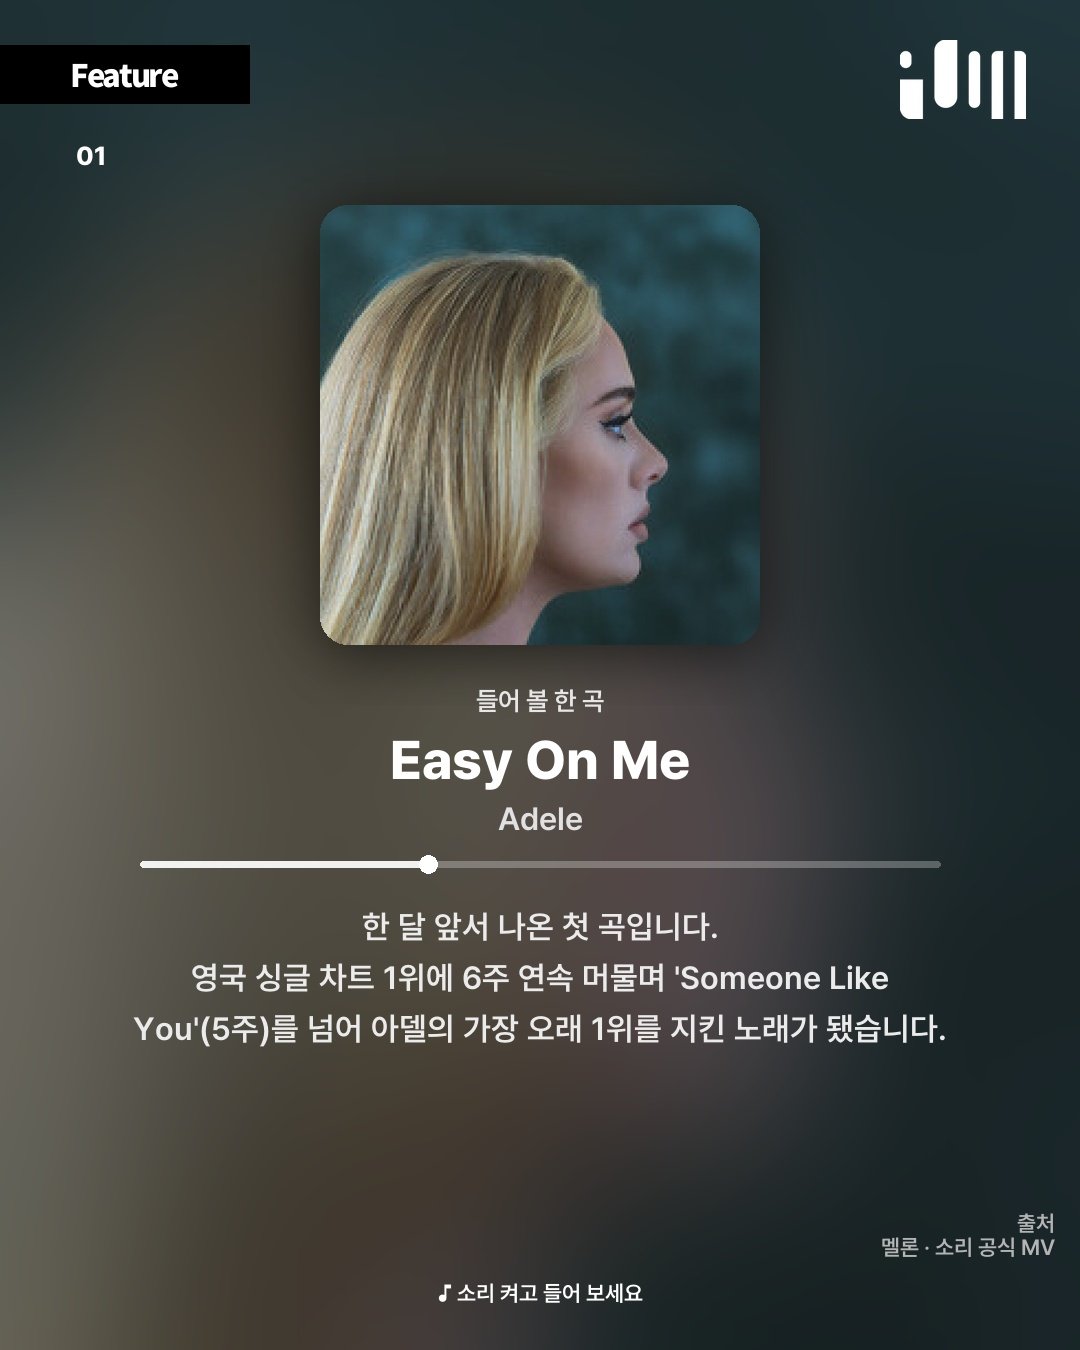 Feature
01
들어 볼 한 곡
Easy On Me
Adele
한 달 앞서 나온 첫 곡입니다.
영국 싱글 차트 1위에 6주 연속 머물며 'Someone Like
You'(5주)를 넘어 아델의 가장 오래 1위를 지킨 노래가 됐습니다.
출처
멜론 · 소리 공식 MV
♪ 소리 켜고 들어 보세요